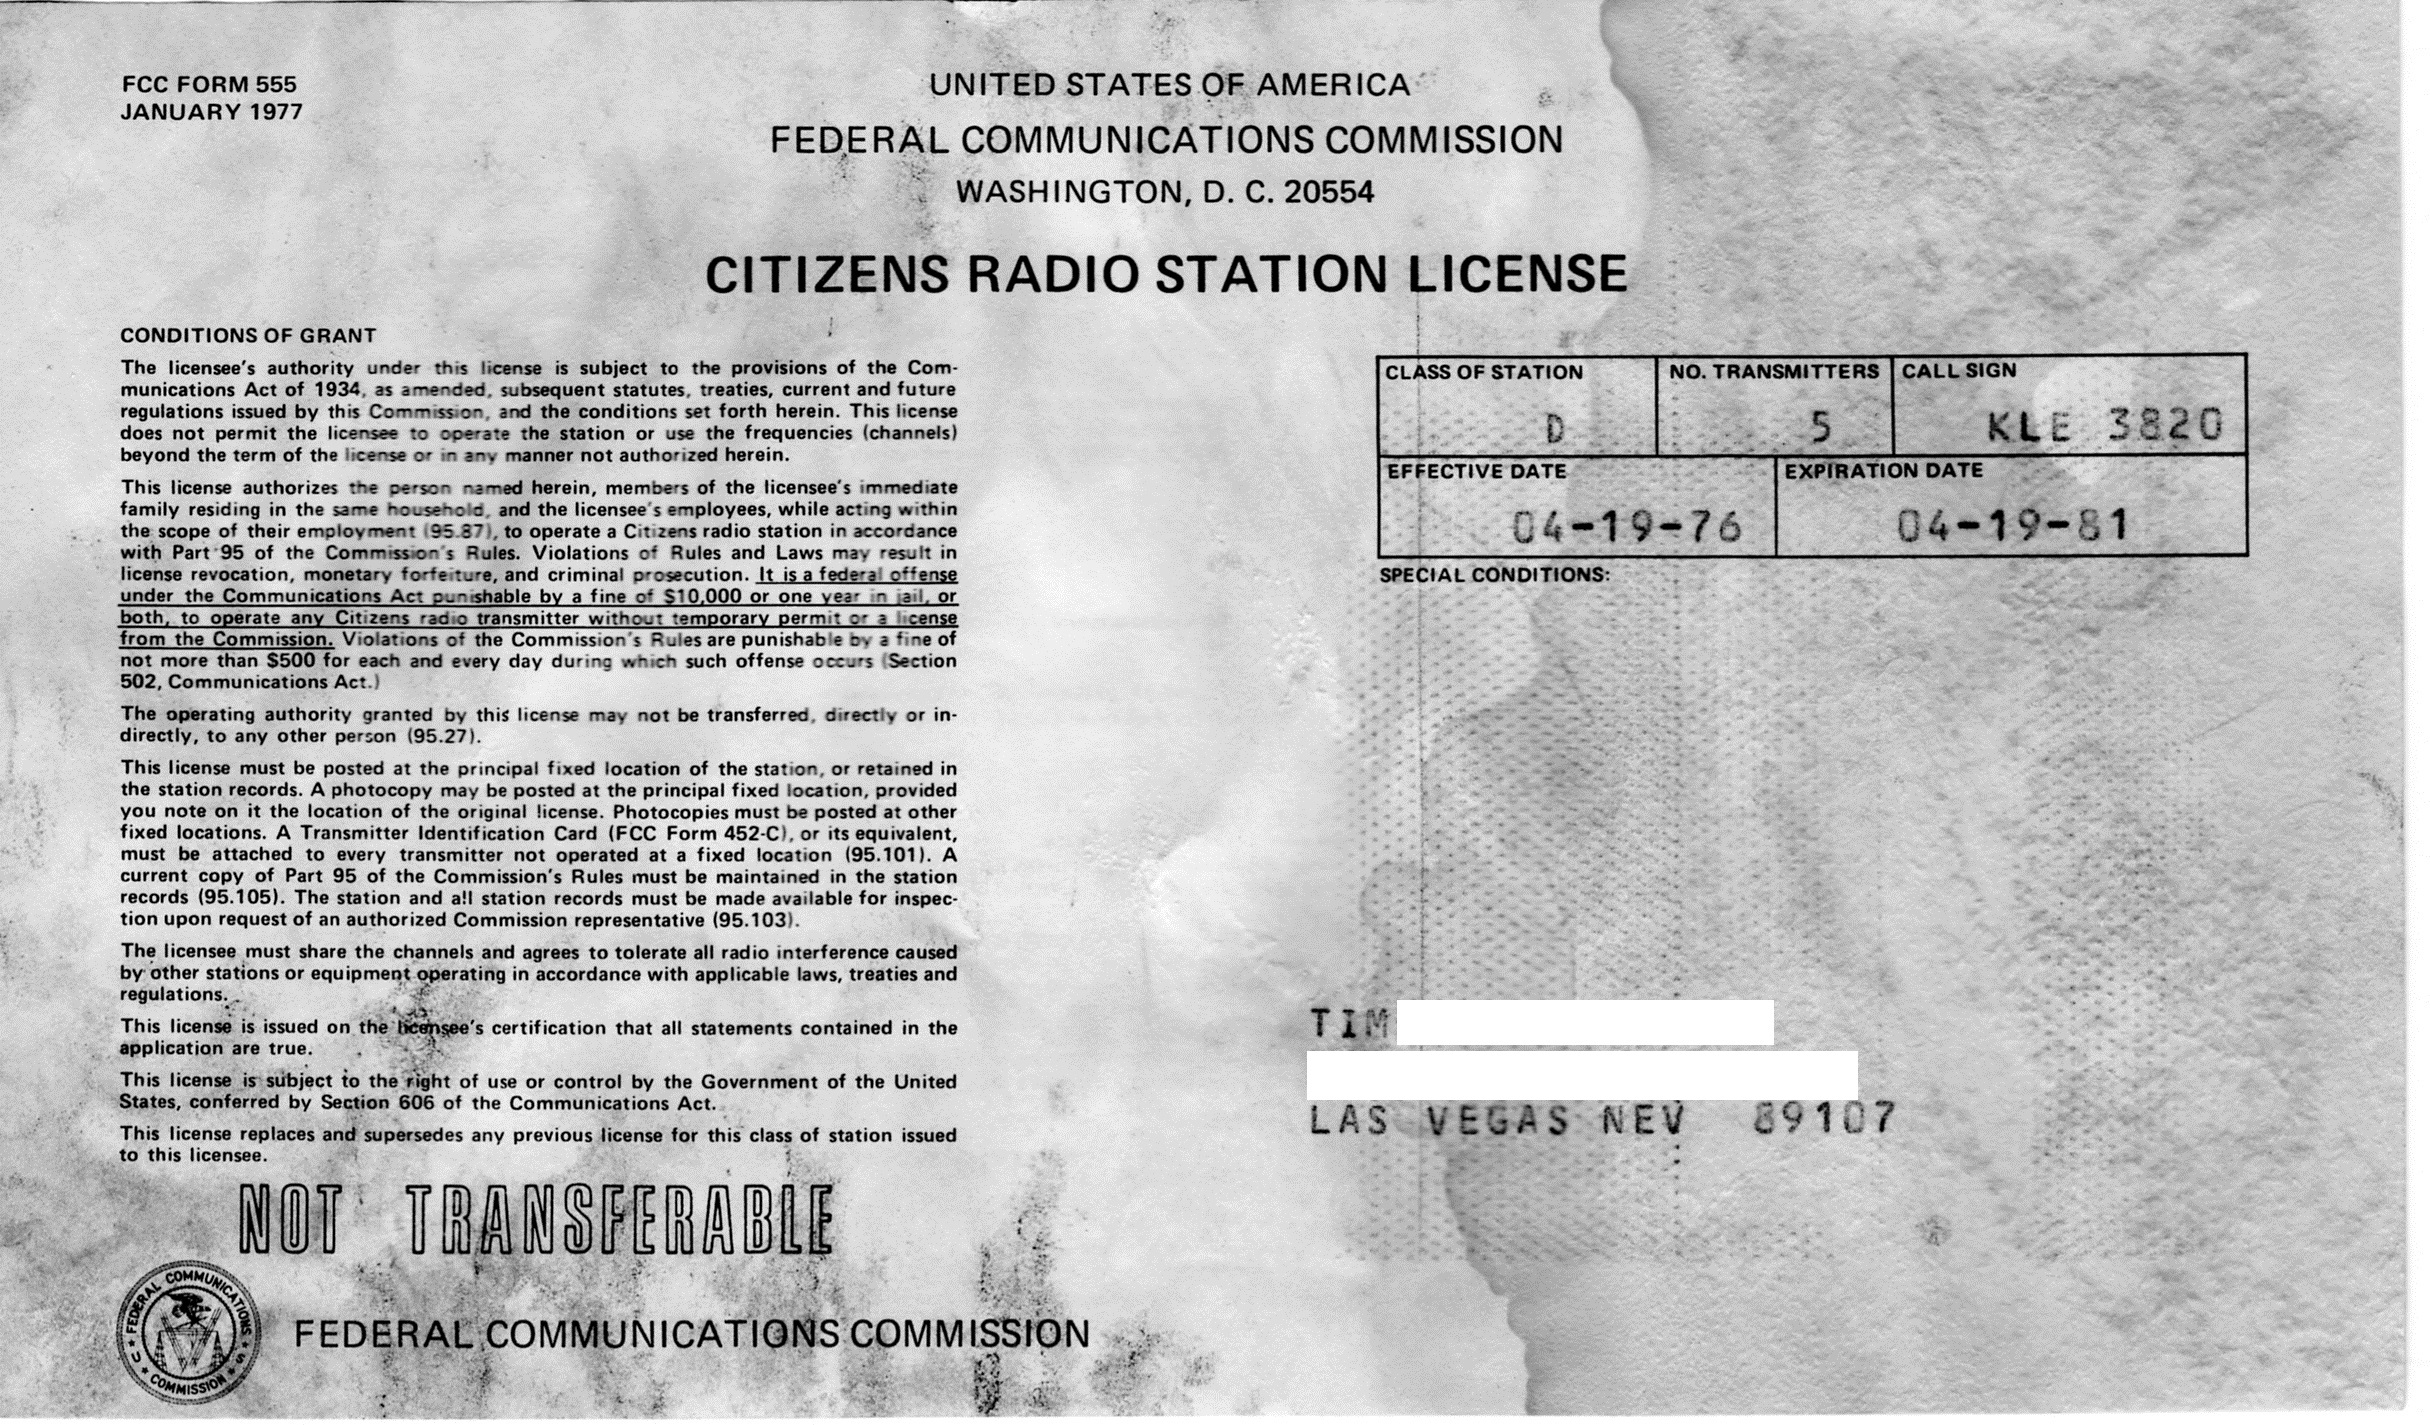 FCC FORM 555
JANUARY 1977
UNITED STATES OF AMERICA
FEDERAL COMMUNICATIONS COMMISSION
WASHINGTON, D. C. 20554
CITIZENS RADIO STATION LICENSE
CONDITIONS OF GRANT
The licensee's authority under this license is subject to the provisions of the Com-
munications Act of 1934, as amended, subsequent statutes, treaties, current and future
regulations issued by this Commission, and the conditions set forth herein. This license
does not permit the licensee to operate the station or use the frequencies (channels)
beyond the term of the license or in any manner not authorized herein.
This license authorizes the person named herein, members of the licensee's immediate
family residing in the same household, and the licensee's employees, while acting within
the scope of their employment (95.87), to operate a Citizens radio station in accordance
with Part 95 of the Commission's Rules. Violations of Rules and Laws may result in
license revocation, monetary forfeiture, and criminal prosecution. It is a federal offense
under the Communications Act punishable by a fine of $10,000 or one year in jail, or
both, to operate any Citizens radio transmitter without temporary permit or a license
from the Commission. Violations of the Commission's Rules are punishable by a fine of
not more than $500 for each and every day during which such offense occurs (Section
502, Communications Act.)
The operating authority granted by this license may not be transferred, directly or in-
directly, to any other person (95.27).
This license must be posted at the principal fixed location of the station, or retained in
the station records. A photocopy may be posted at the principal fixed location, provided
you note on it the location of the original license. Photocopies must be posted at other
fixed locations. A Transmitter Identification Card (FCC Form 452-C), or its equivalent,
must be attached to every transmitter not operated at a fixed location (95.101). A
current copy of Part 95 of the Commission's Rules must be maintained in the station
records (95.105). The station and all station records must be made available for inspec-
tion upon request of an authorized Commission representative (95.103).
The licensee must share the channels and agrees to tolerate all radio interference caused
by other stations or equipment operating in accordance with applicable laws, treaties and
regulations.
This license is issued on the licensee's certification that all statements contained in the
application are true.
This license is subject to the right of use or control by the Government of the United
States, conferred by Section 606 of the Communications Act.
This license replaces and supersedes any previous license for this class of station issued
to this licensee.
NOT TRANSFERABLE
FEDERAL COMMUNICATIONS COMMISSION
U S
FEDERAL COMMUNICATIONS COMMISSION
CLASS OF STATION NO. TRANSMITTERS CALL SIGN
D 5 KLE 3820
EFFECTIVE DATE EXPIRATION DATE
04-19-76 04-19-81
SPECIAL CONDITIONS:
TIM
LAS VEGAS NEV 89107